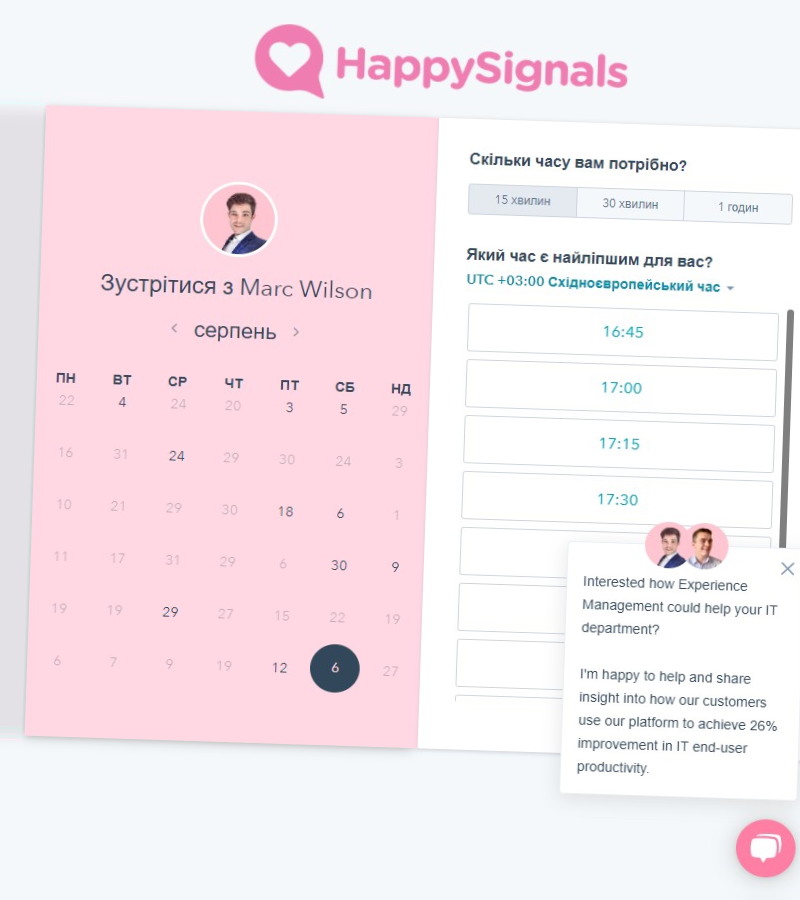 HappySignals
Зустрітися з Marc Wilson
серпень
ПН ВТ СР ЧТ ПТ СБ НД
22 4 24 20 3 5 29
16 31 24 29 30 24 3
10 21 29 30 18 6 1
11 17 31 29 6 30 9
19 19 29 27 15 22 19
6 7 9 19 12 6 27
Скільки часу вам потрібно?
15 хвилин 30 хвилин 1 годин
Який час є найліпшим для вас?
UTC +03:00 Східноєвропейський час
16:45
17:00
17:15
17:30
Interested how Experience
Management could help your IT
department?
I'm happy to help and share
insight into how our customers
use our platform to achieve 26%
improvement in IT end-user
productivity.